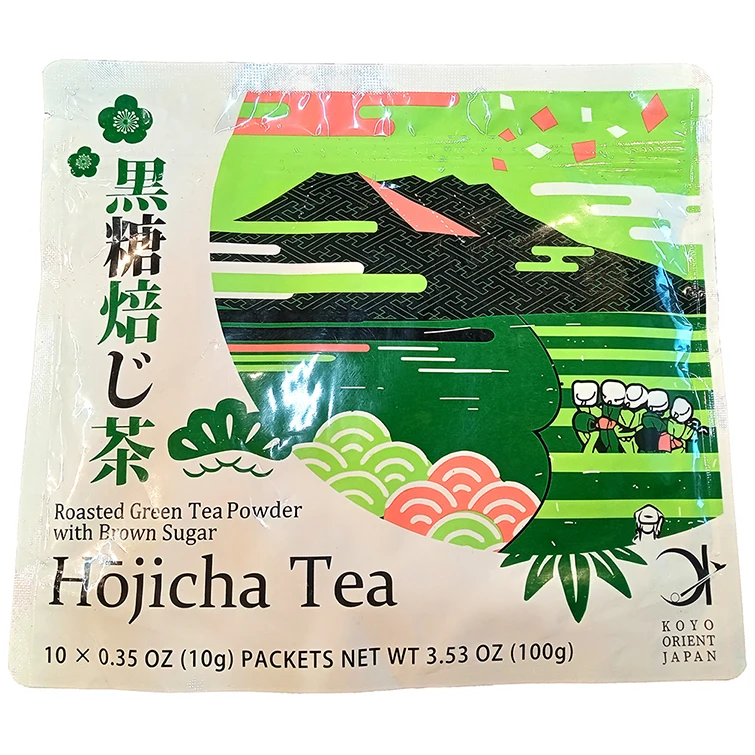 黒糖焙じ茶
Roasted Green Tea Powder
with Brown Sugar
Hōjicha Tea
10 × 0.35 OZ (10g) PACKETS NET WT 3.53 OZ (100g)
KOYO
ORIENT
JAPAN